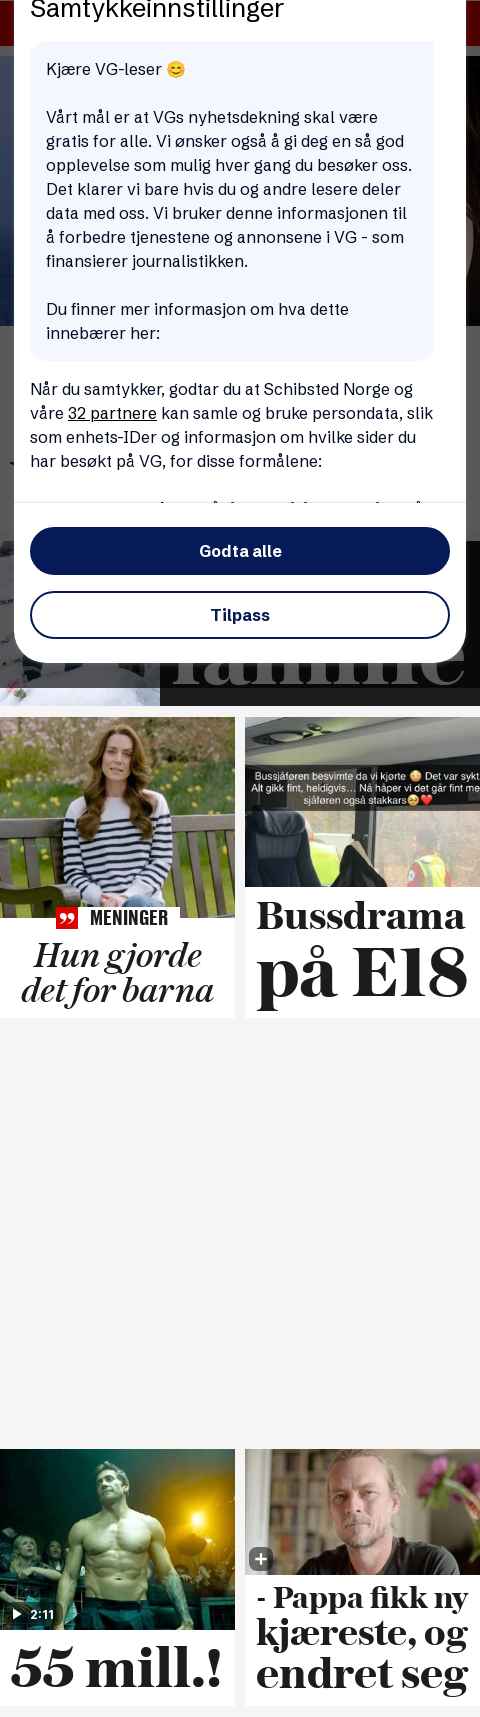 Samtykkeinnstillinger
Kjære VG-leser 😊
Vårt mål er at VGs nyhetsdekning skal være
gratis for alle. Vi ønsker også å gi deg en så god
opplevelse som mulig hver gang du besøker oss.
Det klarer vi bare hvis du og andre lesere deler
data med oss. Vi bruker denne informasjonen til
å forbedre tjenestene og annonsene i VG - som
finansierer journalistikken.
Du finner mer informasjon om hva dette
innebærer her:
Når du samtykker, godtar du at Schibsted Norge og
våre 32 partnere kan samle og bruke persondata, slik
som enhets-IDer og informasjon om hvilke sider du
har besøkt på VG, for disse formålene:
Godta alle
Tilpass
familie
Bussjåføren besvimte da vi kjørte 😳 Det var sykt
Alt gikk fint, heldigvis… Nå håper vi det går fint me
sjåføren også stakkars🥺❤️
MENINGER
Hun gjorde
det for barna
Bussdrama
på E18
2:11
55 mill.!
- Pappa fikk ny
kjæreste, og
endret seg